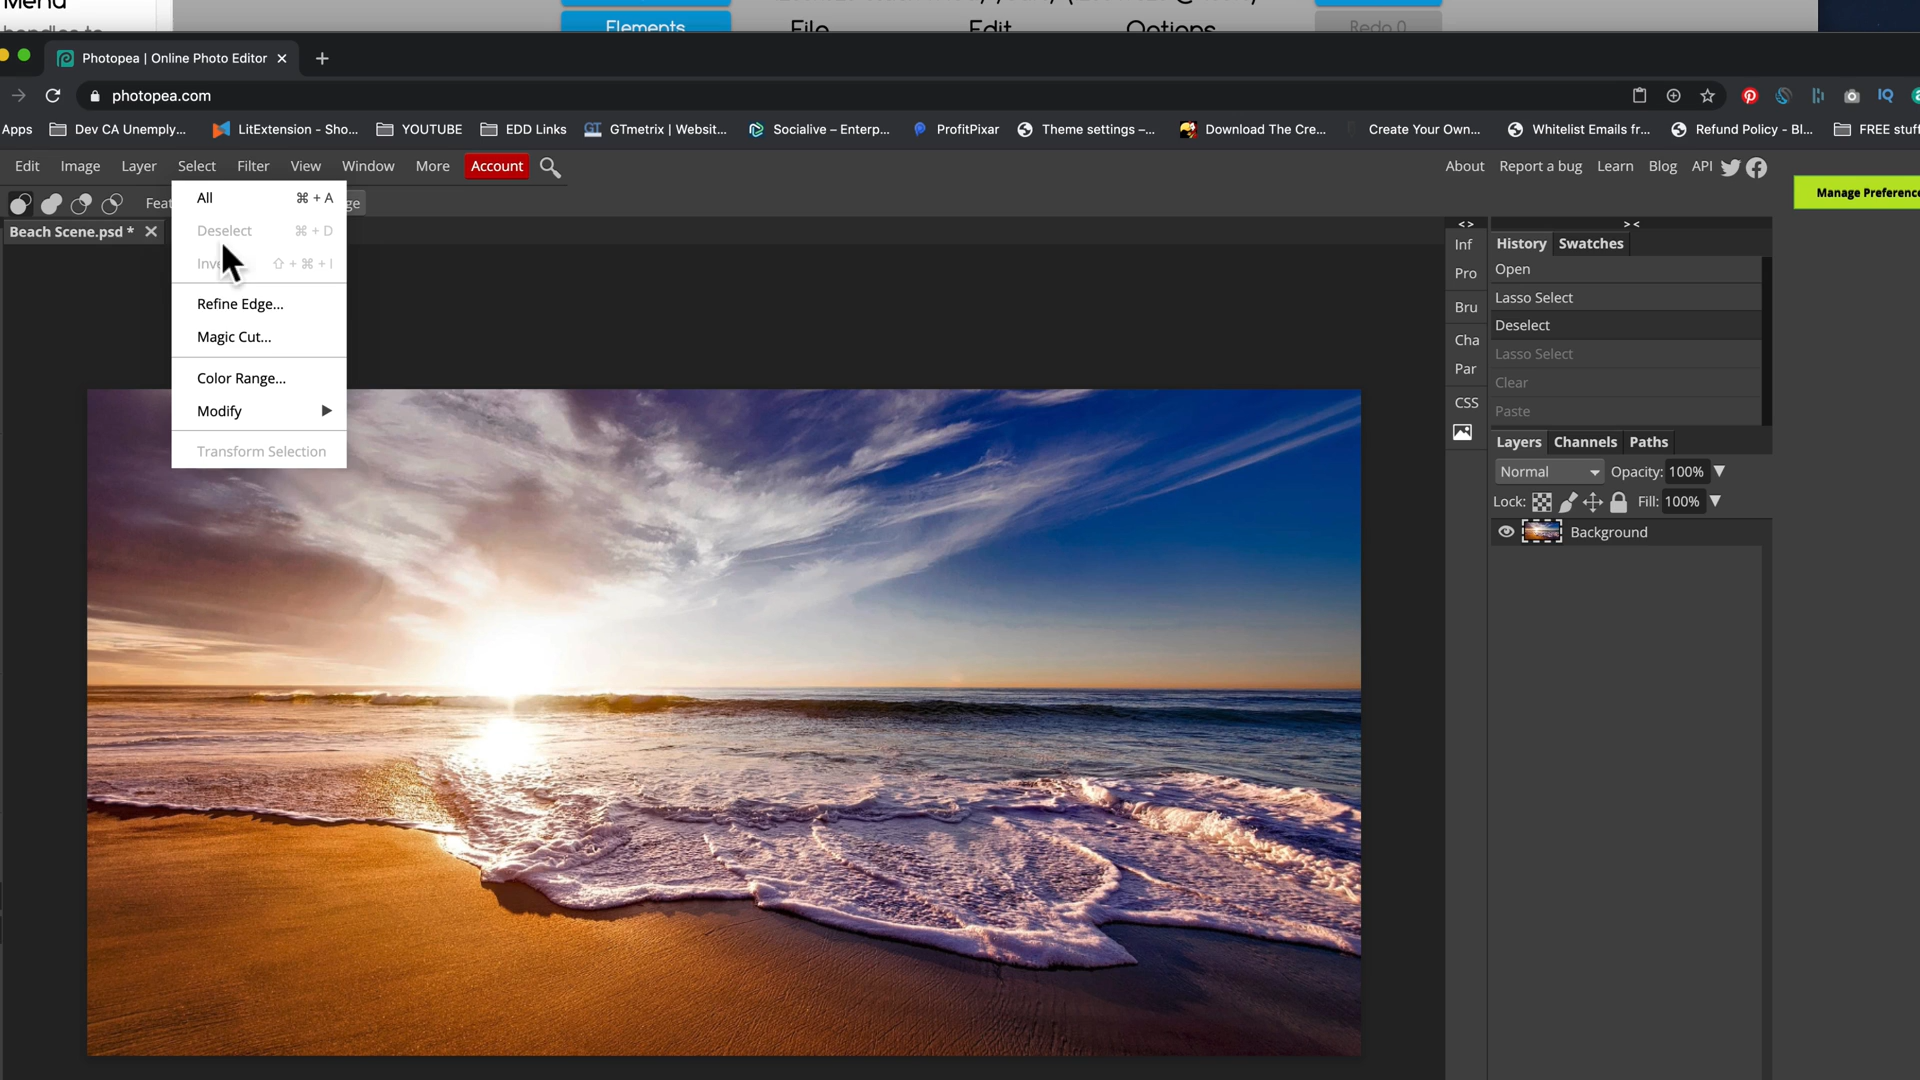 Elements File Edit Options Redo 0
Photopea | Online Photo Editor
photopea.com
Apps Dev CA Unemply... LitExtension - Sho... YOUTUBE EDD Links GTmetrix | Websit... Socialive – Enterp... ProfitPixar Theme settings –... Download The Cre... Create Your Own... Whitelist Emails fr... Refund Policy - Bl... FREE stuff
Edit Image Layer Select Filter View Window More Account About Report a bug Learn Blog API
Manage Preference
All ⌘ + A
Beach Scene.psd *
Deselect ⌘ + D
⇧ + ⌘ + I
Refine Edge...
Magic Cut...
Color Range...
Modify
Transform Selection
Inf
Pro
Bru
Cha
Par
CSS
History Swatches
Open
Lasso Select
Deselect
Lasso Select
Clear
Paste
Layers Channels Paths
Normal Opacity: 100%
Lock: Fill: 100%
Background